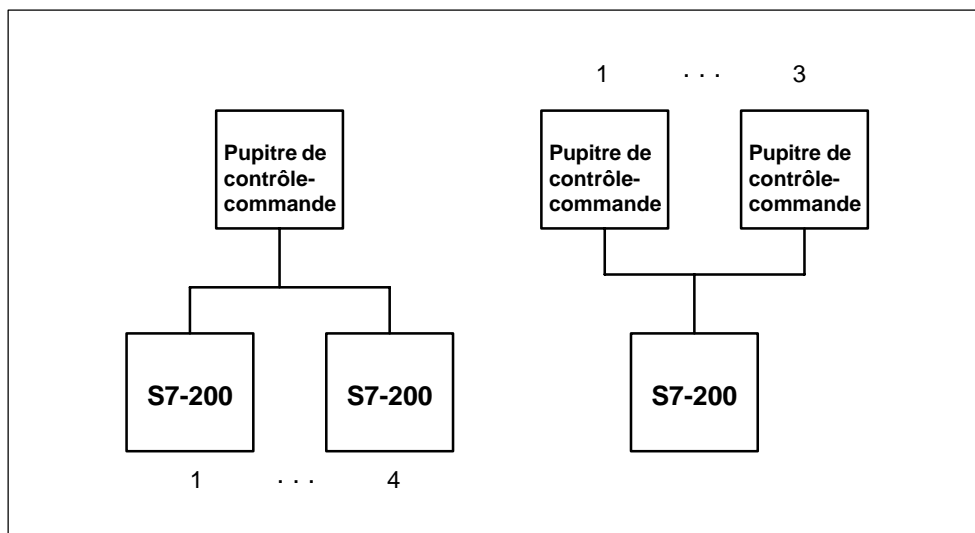 1 . . . 3
Pupitre de
contrôle-
commande
Pupitre de
contrôle-
commande
Pupitre de
contrôle-
commande
S7-200
S7-200
S7-200
1 . . . 4